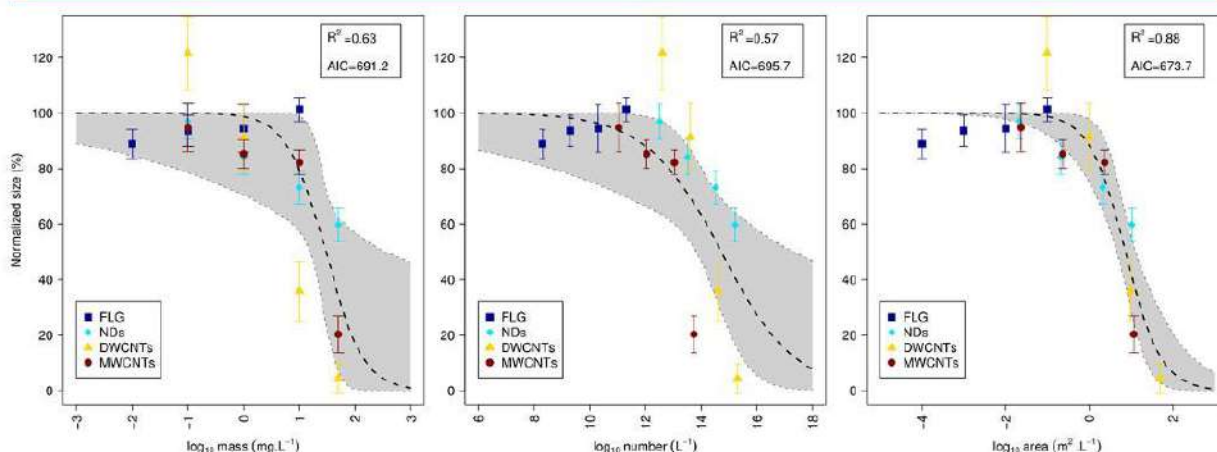 R² =0.63
AIC=691.2
Normalized size (%)
120
100
80
60
40
20
0
FLG
NDs
DWCNTs
MWCNTs
-3
-2
-1
0
1
2
3
log₁₀ mass (mg.L⁻¹)
R² =0.57
AIC=695.7
120
100
80
60
40
20
0
FLG
NDs
DWCNTs
MWCNTs
6
8
10
12
14
16
18
log₁₀ number (L⁻¹)
R² =0.88
AIC=673.7
120
100
80
60
40
20
0
FLG
NDs
DWCNTs
MWCNTs
-4
-2
0
2
log₁₀ area (m².L⁻¹)